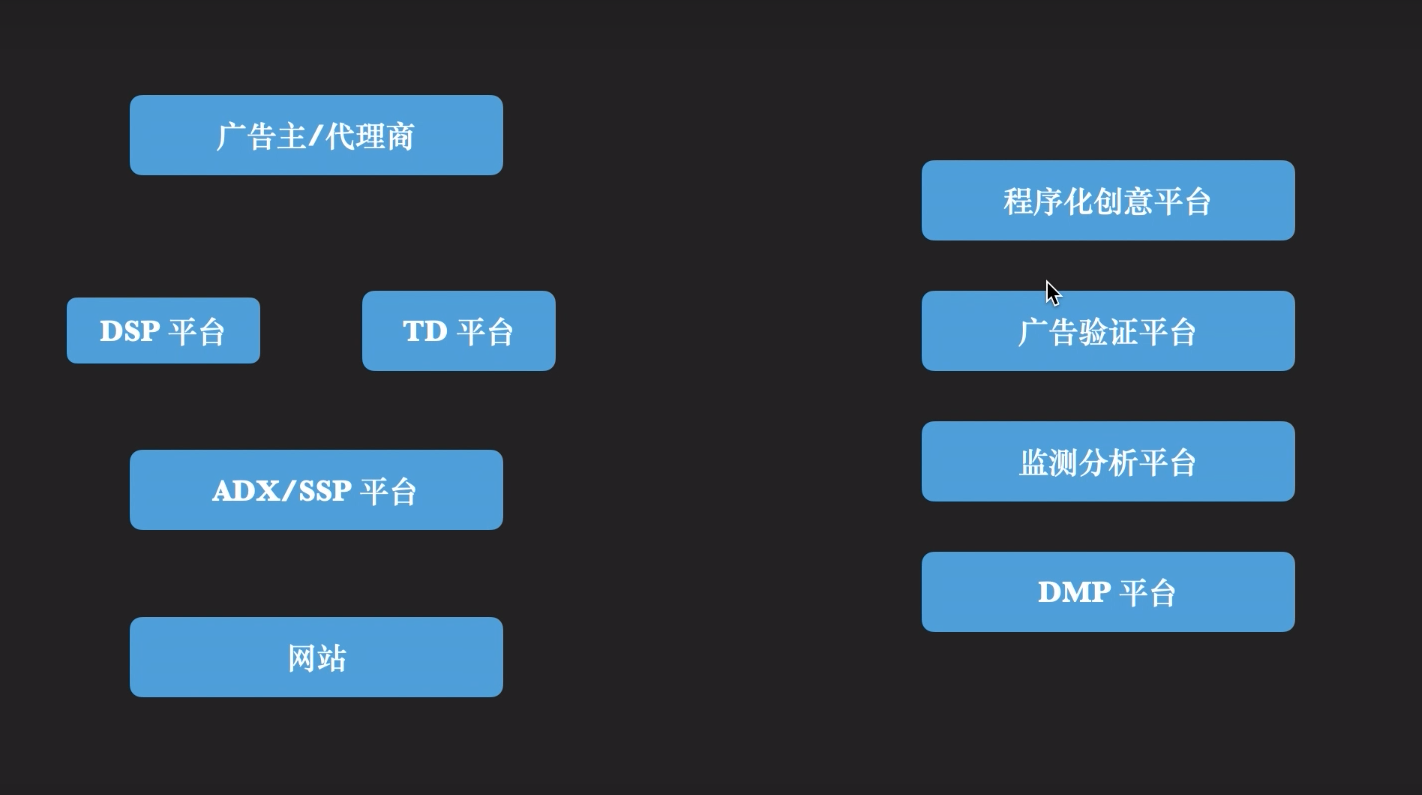 广告主/代理商
DSP 平台
TD 平台
ADX/SSP 平台
网站
程序化创意平台
广告验证平台
监测分析平台
DMP 平台